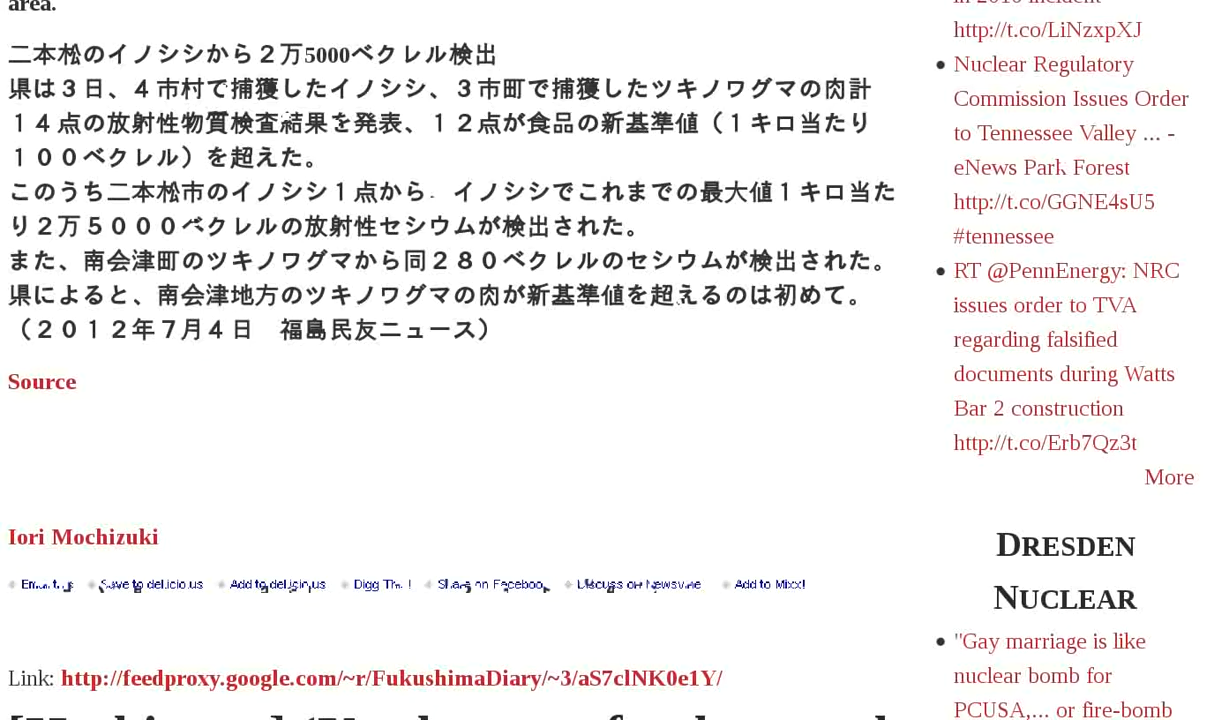 area.
二本松のイノシシから２万5000ベクレル検出
県は３日、４市村で捕獲したイノシシ、３市町で捕獲したツキノワグマの肉計
１４点の放射性物質検査結果を発表、１２点が食品の新基準値（１キロ当たり
１００ベクレル）を超えた。
このうち二本松市のイノシシ１点から、イノシシでこれまでの最大値１キロ当た
り２万５０００ベクレルの放射性セシウムが検出された。
また、南会津町のツキノワグマから同２８０ベクレルのセシウムが検出された。
県によると、南会津地方のツキノワグマの肉が新基準値を超えるのは初めて。
（２０１２年７月４日　福島民友ニュース）
Source
Iori Mochizuki
Email this Save to del.icio.us Add to del.icio.us Digg This! Share on Facebook Discuss on Newsvine Add to Mixx!
Link: http://feedproxy.google.com/~r/FukushimaDiary/~3/aS7clNK0e1Y/
in 2010 incident
http://t.co/LiNzxpXJ
Nuclear Regulatory
Commission Issues Order
to Tennessee Valley ... -
eNews Park Forest
http://t.co/GGNE4sU5
#tennessee
RT @PennEnergy: NRC
issues order to TVA
regarding falsified
documents during Watts
Bar 2 construction
http://t.co/Erb7Qz3t
More
DRESDEN
NUCLEAR
"Gay marriage is like
nuclear bomb for
PCUSA,... or fire-bomb